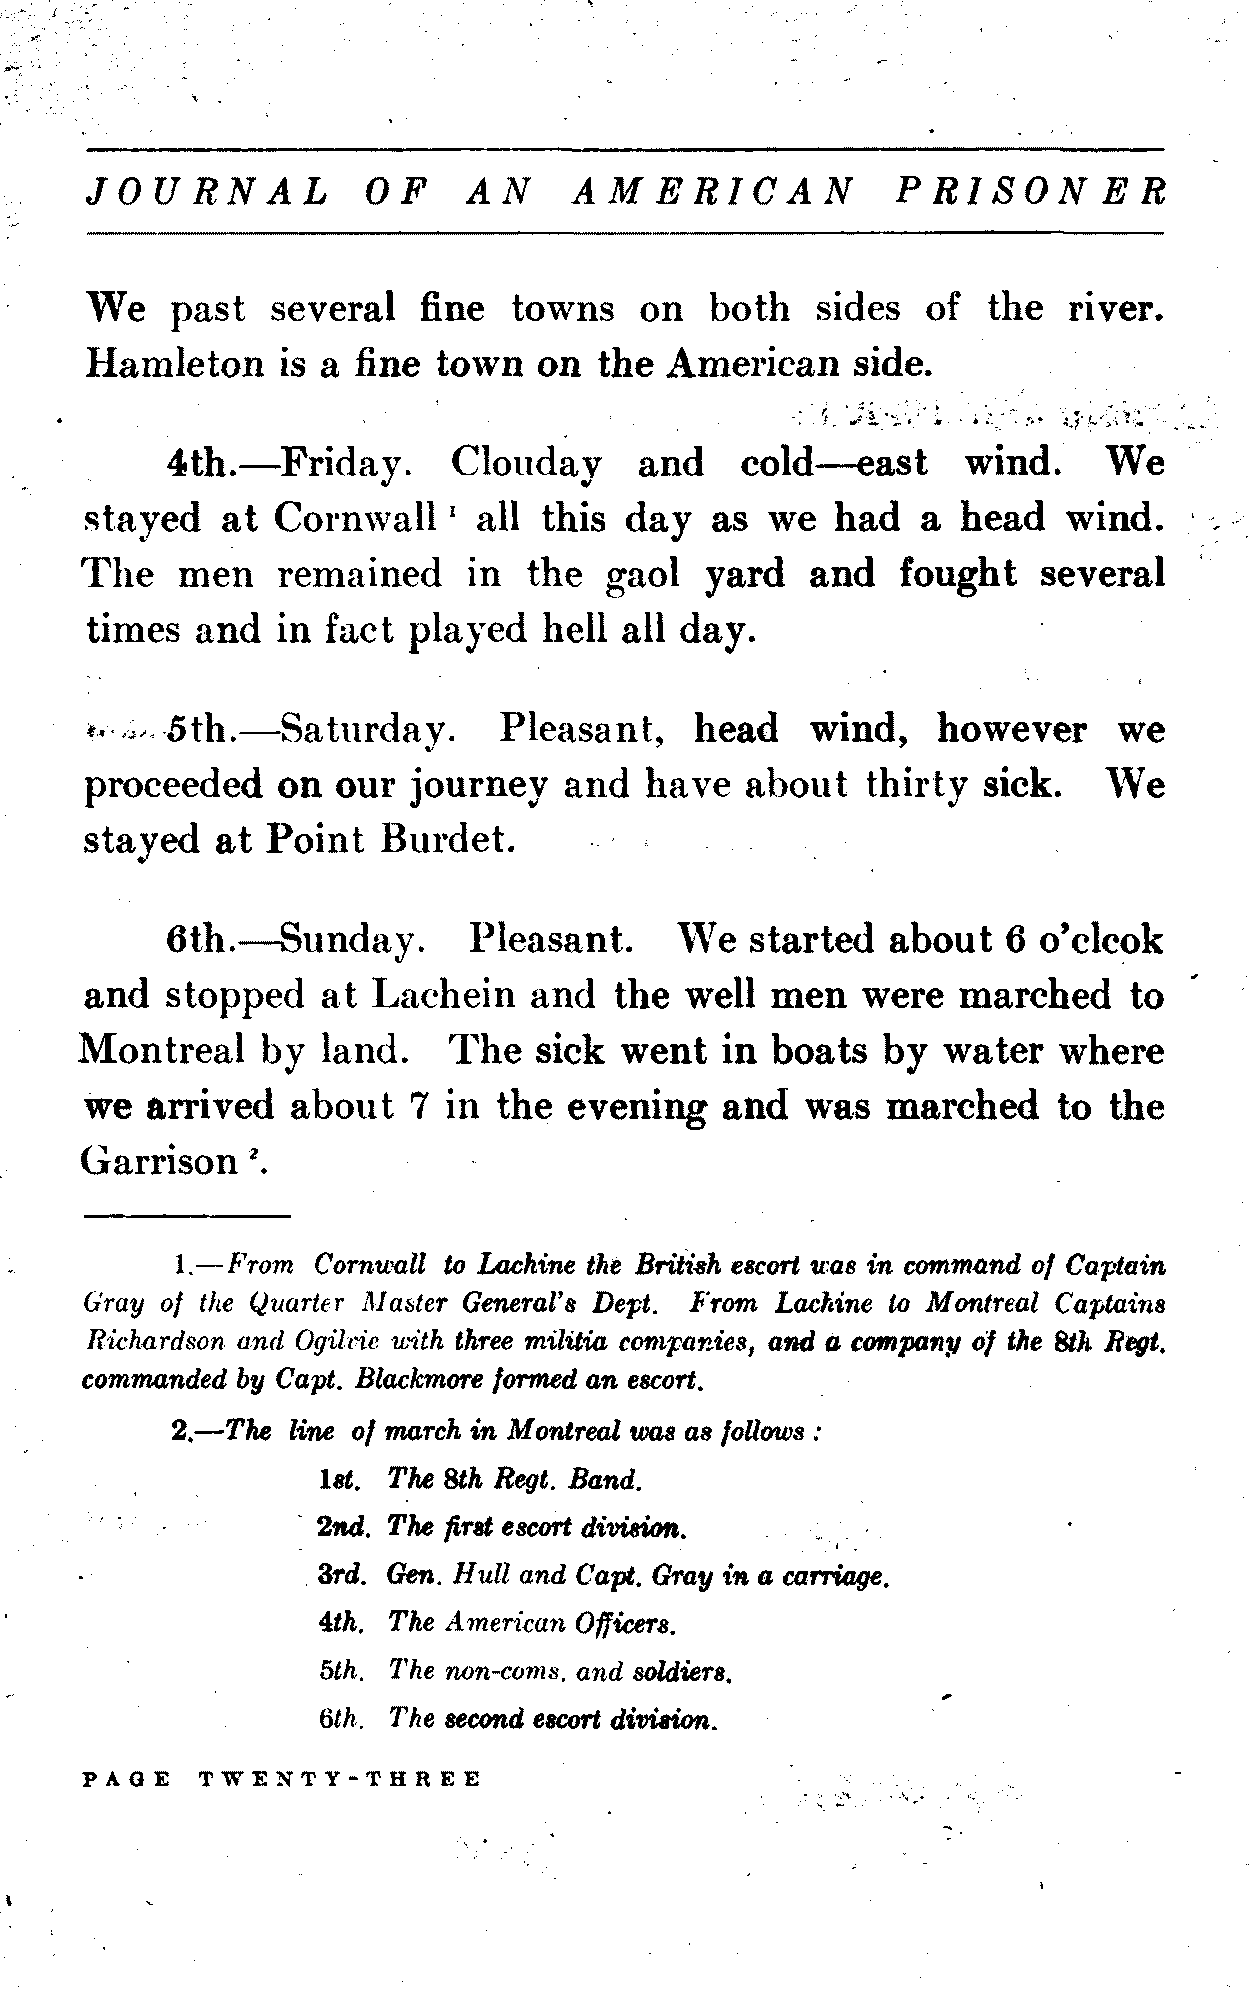 JOURNAL OF AN AMERICAN PRISONER
We past several fine towns on both sides of the river.
Hamleton is a fine town on the American side.
4th.—Friday. Clouday and cold—east wind. We
stayed at Cornwall ¹ all this day as we had a head wind.
The men remained in the gaol yard and fought several
times and in fact played hell all day.
5th.—Saturday. Pleasant, head wind, however we
proceeded on our journey and have about thirty sick. We
stayed at Point Burdet.
6th.—Sunday. Pleasant. We started about 6 o'clcok
and stopped at Lachein and the well men were marched to
Montreal by land. The sick went in boats by water where
we arrived about 7 in the evening and was marched to the
Garrison ².
1.—From Cornwall to Lachine the British escort was in command of Captain
Gray of the Quarter Master General's Dept. From Lachine to Montreal Captains
Richardson and Ogilvie with three militia companies, and a company of the 8th Regt.
commanded by Capt. Blackmore formed an escort.
2.—The line of march in Montreal was as follows :
1st. The 8th Regt. Band.
2nd. The first escort division.
3rd. Gen. Hull and Capt. Gray in a carriage.
4th. The American Officers.
5th. The non-coms. and soldiers.
6th. The second escort division.
PAGE TWENTY-THREE